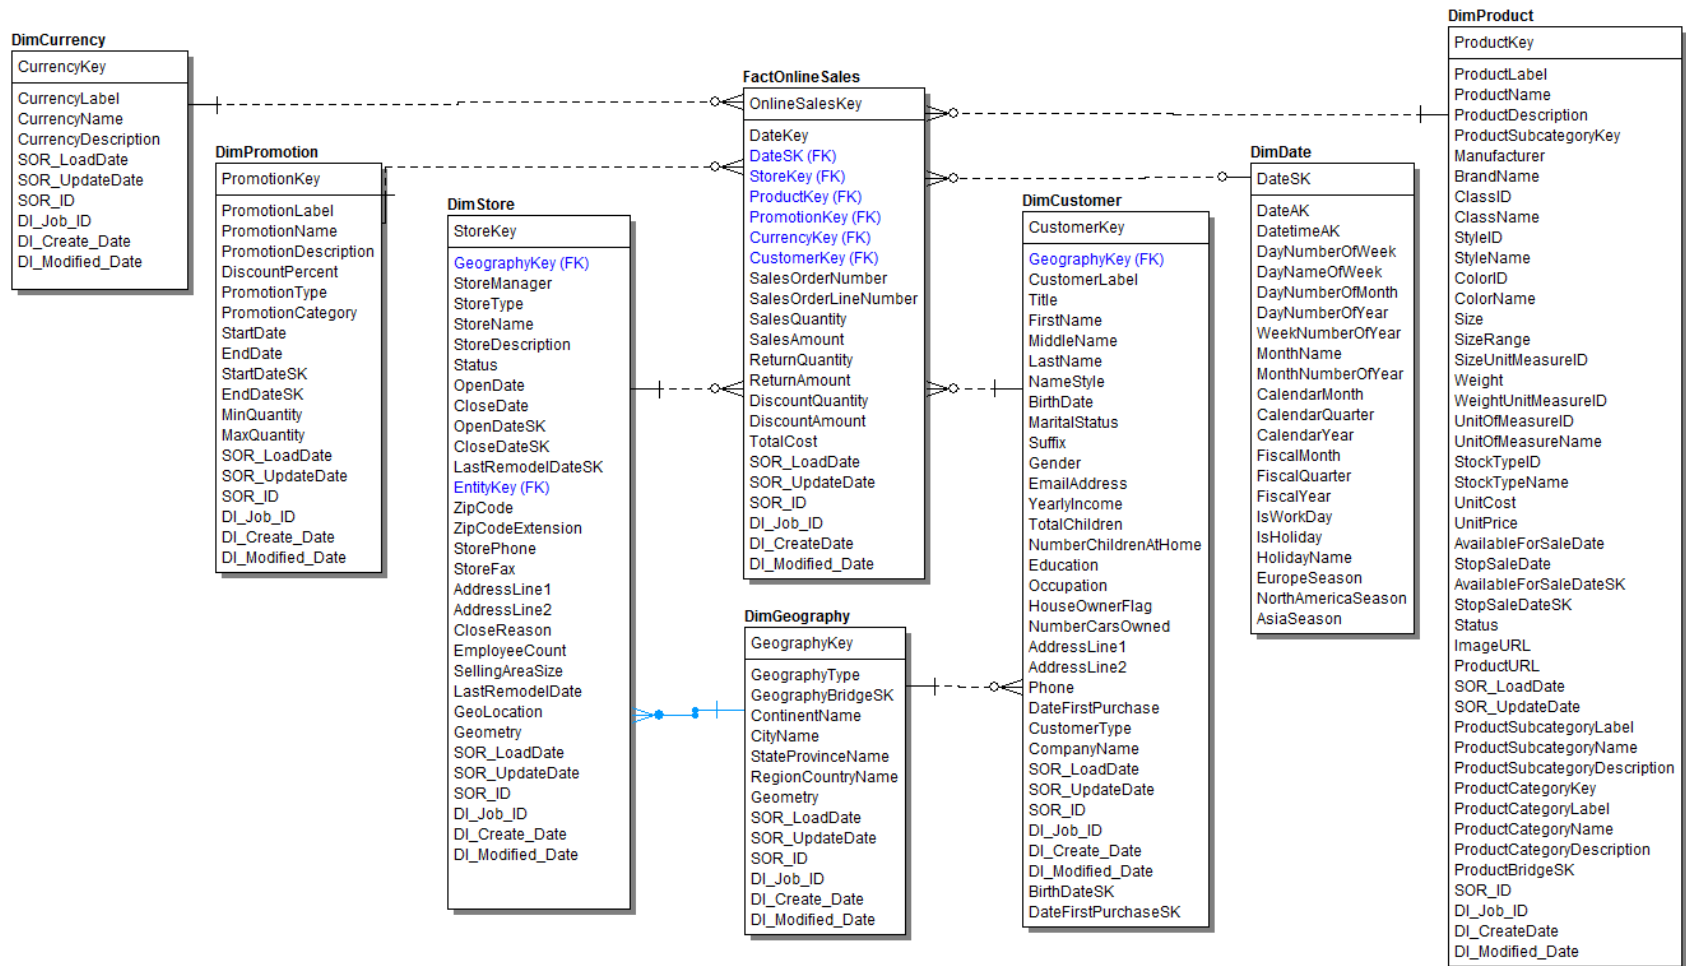 DimCurrency
CurrencyKey
CurrencyLabel
CurrencyName
CurrencyDescription
SOR_LoadDate
SOR_UpdateDate
SOR_ID
DI_Job_ID
DI_Create_Date
DI_Modified_Date
DimPromotion
PromotionKey
PromotionLabel
PromotionName
PromotionDescription
DiscountPercent
PromotionType
PromotionCategory
StartDate
EndDate
StartDateSK
EndDateSK
MinQuantity
MaxQuantity
SOR_LoadDate
SOR_UpdateDate
SOR_ID
DI_Job_ID
DI_Create_Date
DI_Modified_Date
DimStore
StoreKey
GeographyKey (FK)
StoreManager
StoreType
StoreName
StoreDescription
Status
OpenDate
CloseDate
OpenDateSK
CloseDateSK
LastRemodelDateSK
EntityKey (FK)
ZipCode
ZipCodeExtension
StorePhone
StoreFax
AddressLine1
AddressLine2
CloseReason
EmployeeCount
SellingAreaSize
LastRemodelDate
GeoLocation
Geometry
SOR_LoadDate
SOR_UpdateDate
SOR_ID
DI_Job_ID
DI_Create_Date
DI_Modified_Date
FactOnlineSales
OnlineSalesKey
DateKey
DateSK (FK)
StoreKey (FK)
ProductKey (FK)
PromotionKey (FK)
CurrencyKey (FK)
CustomerKey (FK)
SalesOrderNumber
SalesOrderLineNumber
SalesQuantity
SalesAmount
ReturnQuantity
ReturnAmount
DiscountQuantity
DiscountAmount
TotalCost
SOR_LoadDate
SOR_UpdateDate
SOR_ID
DI_Job_ID
DI_CreateDate
DI_Modified_Date
DimGeography
GeographyKey
GeographyType
GeographyBridgeSK
ContinentName
CityName
StateProvinceName
RegionCountryName
Geometry
SOR_LoadDate
SOR_UpdateDate
SOR_ID
DI_Job_ID
DI_Create_Date
DI_Modified_Date
DimCustomer
CustomerKey
GeographyKey (FK)
CustomerLabel
Title
FirstName
MiddleName
LastName
NameStyle
BirthDate
MaritalStatus
Suffix
Gender
EmailAddress
YearlyIncome
TotalChildren
NumberChildrenAtHome
Education
Occupation
HouseOwnerFlag
NumberCarsOwned
AddressLine1
AddressLine2
Phone
DateFirstPurchase
CustomerType
CompanyName
SOR_LoadDate
SOR_UpdateDate
SOR_ID
DI_Job_ID
DI_Create_Date
DI_Modified_Date
BirthDateSK
DateFirstPurchaseSK
DimDate
DateSK
DateAK
DatetimeAK
DayNumberOfWeek
DayNameOfWeek
DayNumberOfMonth
DayNumberOfYear
WeekNumberOfYear
MonthName
MonthNumberOfYear
CalendarMonth
CalendarQuarter
CalendarYear
FiscalMonth
FiscalQuarter
FiscalYear
IsWorkDay
IsHoliday
HolidayName
EuropeSeason
NorthAmericaSeason
AsiaSeason
DimProduct
ProductKey
ProductLabel
ProductName
ProductDescription
ProductSubcategoryKey
Manufacturer
BrandName
ClassID
ClassName
StyleID
StyleName
ColorID
ColorName
Size
SizeRange
SizeUnitMeasureID
Weight
WeightUnitMeasureID
UnitOfMeasureID
UnitOfMeasureName
StockTypeID
StockTypeName
UnitCost
UnitPrice
AvailableForSaleDate
StopSaleDate
AvailableForSaleDateSK
StopSaleDateSK
Status
ImageURL
ProductURL
SOR_LoadDate
SOR_UpdateDate
ProductSubcategoryLabel
ProductSubcategoryName
ProductSubcategoryDescription
ProductCategoryKey
ProductCategoryLabel
ProductCategoryName
ProductCategoryDescription
ProductBridgeSK
SOR_ID
DI_Job_ID
DI_CreateDate
DI_Modified_Date